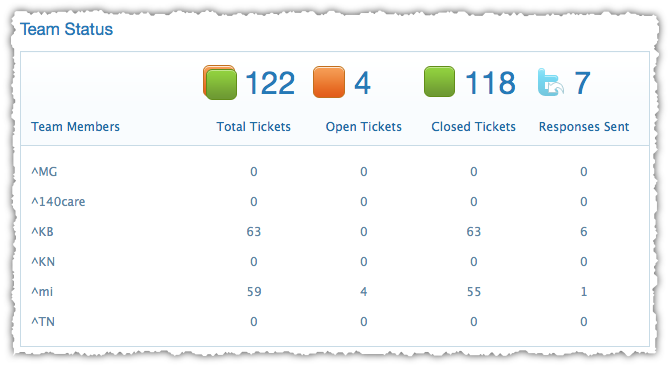 Team Status
122 4 118 7
Team Members Total Tickets Open Tickets Closed Tickets Responses Sent
^MG 0 0 0 0
^140care 0 0 0 0
^KB 63 0 63 6
^KN 0 0 0 0
^mi 59 4 55 1
^TN 0 0 0 0